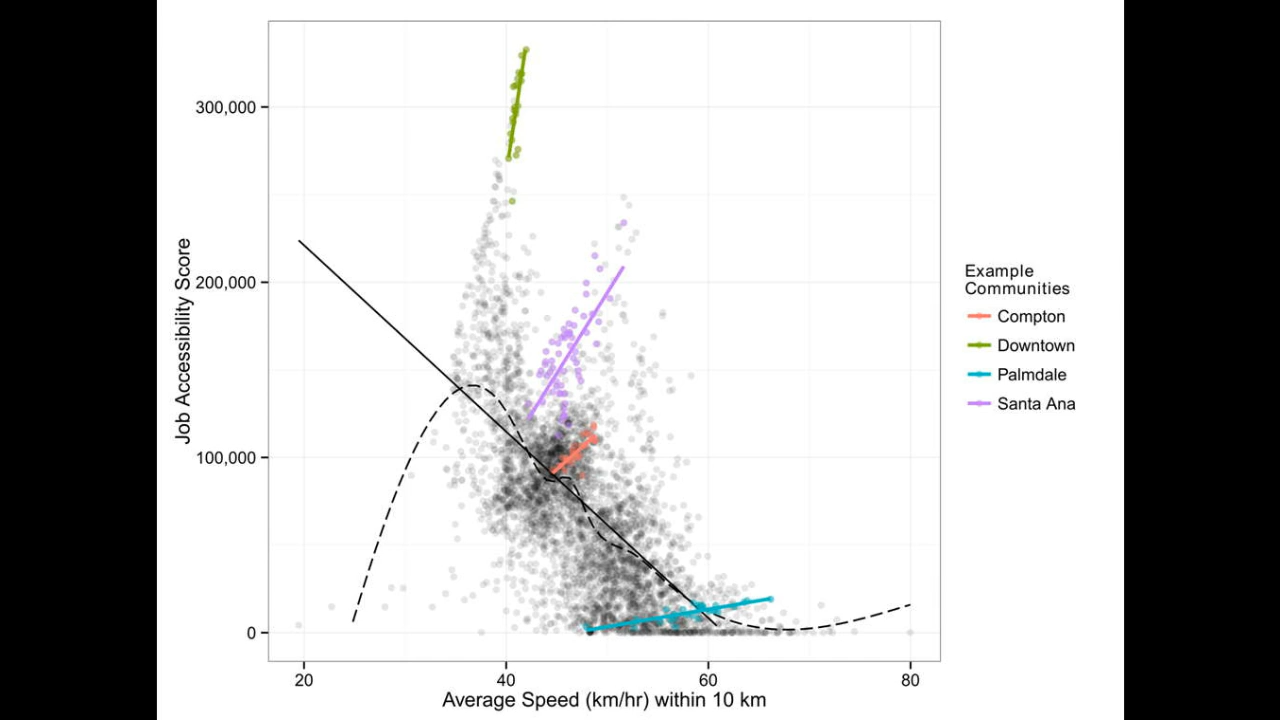 300,000
200,000
100,000
0
Job Accessibility Score
20 40 60 80
Average Speed (km/hr) within 10 km
Example
Communities
Compton
Downtown
Palmdale
Santa Ana